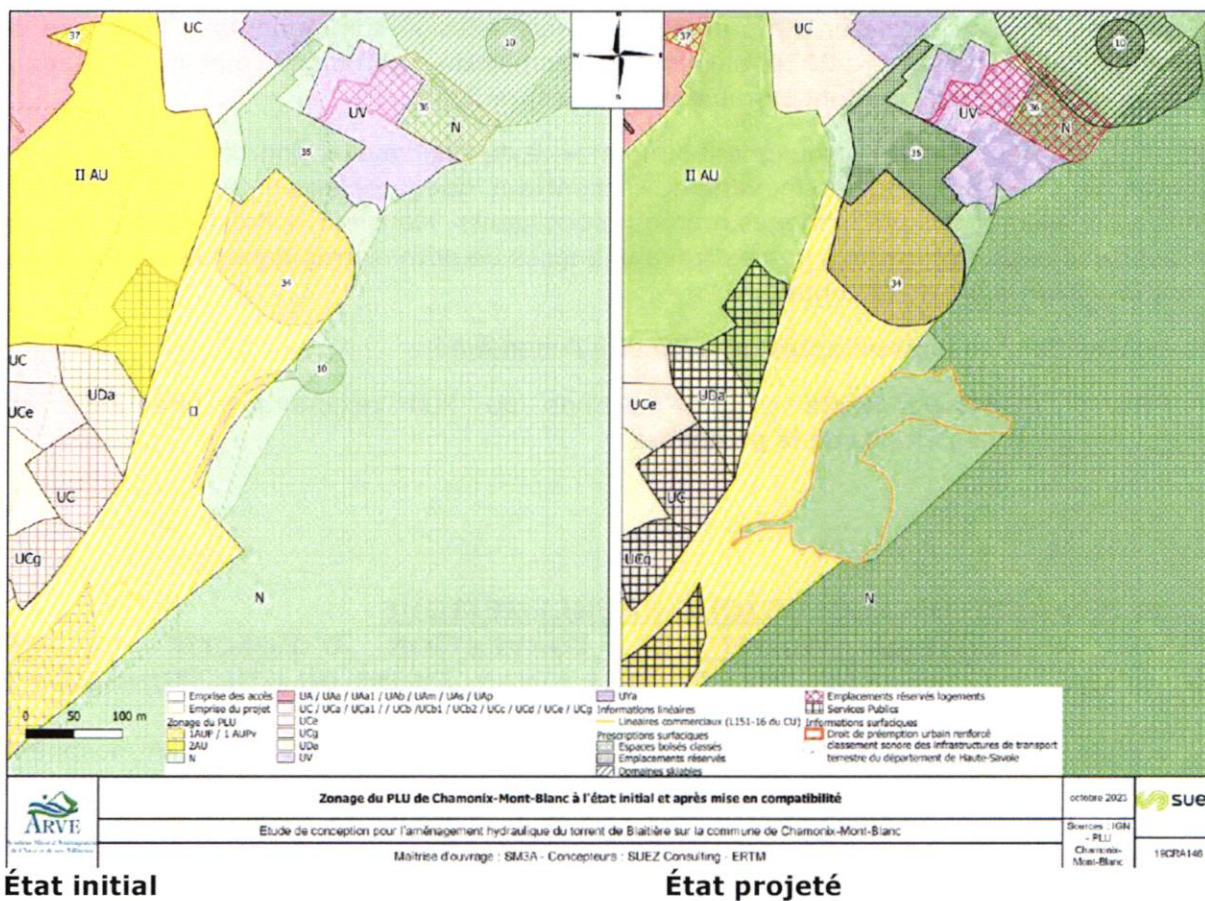 37
UC
10
II AU
UV
36
N
35
34
10
UC
UDa
UCe
II
UC
UCg
N
37
UC
10
II AU
UV
36
N
35
34
UCe
UDa
UC
UCg
N
0 50 100 m
Emprise des accès
Emprise du projet
Zonage du PLU
1AUP / 1 AUPv
2AU
N
UA / UAa / UAa1 / UAb / UAm / UAs / UAp
UC / UCa / UCa1 / / UCb /UCb1 / UCb2 / UCc / UCd / UCe / UCg
UCe
UCg
UDa
UV
UYa
Informations linéaires
Linéaires commerciaux (L151-16 du CU)
Prescriptions surfaciques
Espaces boisés classés
Emplacements réservés
Domaines skiables
Emplacements réservés logements
Services Publics
Informations surfaciques
Droit de préemption urbain renforcé
classement sonore des infrastructures de transport
terrestre du département de Haute-Savoie
ARVE
Zonage du PLU de Chamonix-Mont-Blanc à l'état initial et après mise en compatibilité
Etude de conception pour l'aménagement hydraulique du torrent de Blaitière sur la commune de Chamonix-Mont-Blanc
Maitrise d'ouvrage : SM3A - Concepteurs : SUEZ Consulting - ERTM
octobre 2023
Sources : IGN
- PLU
Chamonix-
Mont-Blanc
sue
19CRA146
État initial
État projeté